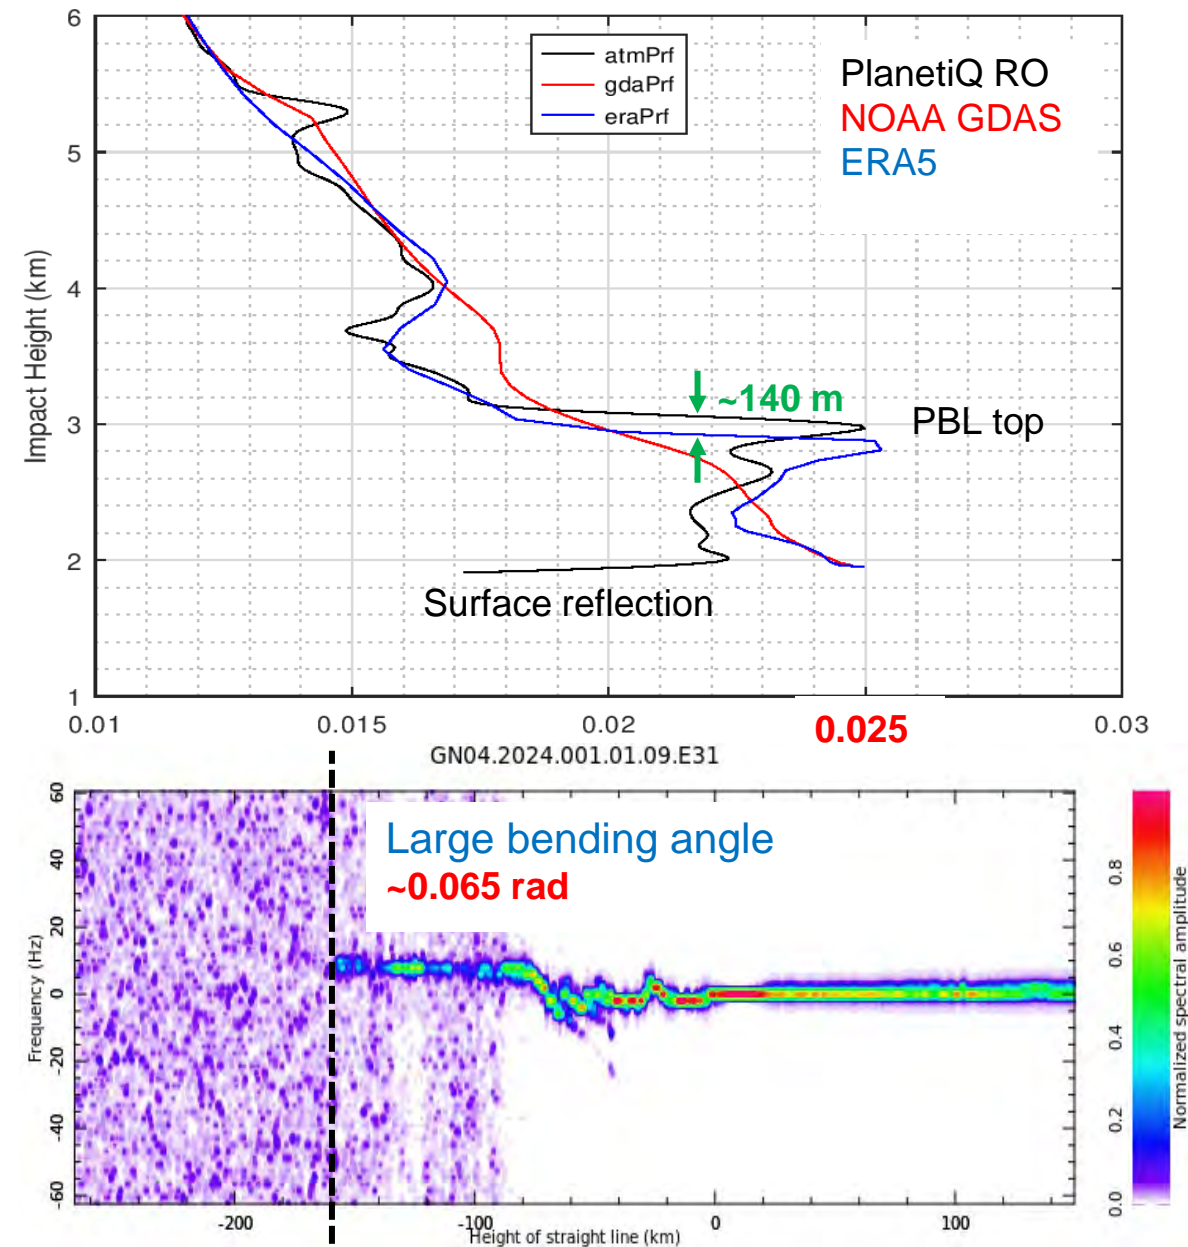 6
5
4
3
2
1
Impact Height (km)
atmPrf
gdaPrf
eraPrf
PlanetiQ RO
NOAA GDAS
ERA5
~140 m
PBL top
Surface reflection
0.01
0.015
0.02
0.025
0.03
GN04.2024.001.01.09.E31
60
40
20
0
-20
-40
-60
Frequency (Hz)
Large bending angle
~0.065 rad
-200
-100
0
100
Height of straight line (km)
0.8
0.6
0.4
0.2
0.0
Normalized spectral amplitude